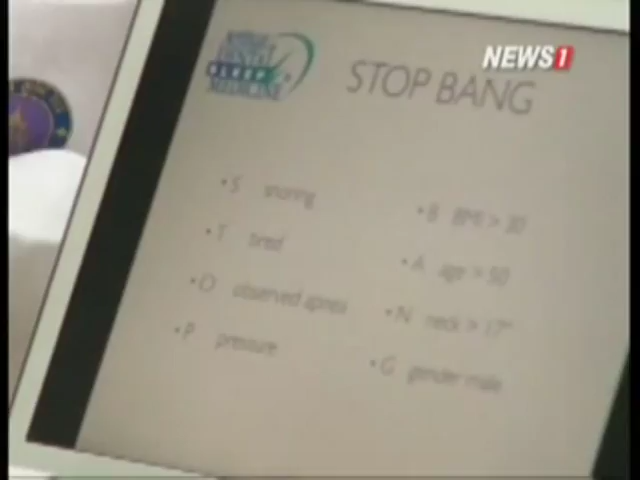 NEWS1
STOP BANG
• S snoring
• T tired
• O observed apnea
• P pressure
• B BMI > 30
• A age > 50
• N neck > 17"
• G gender male